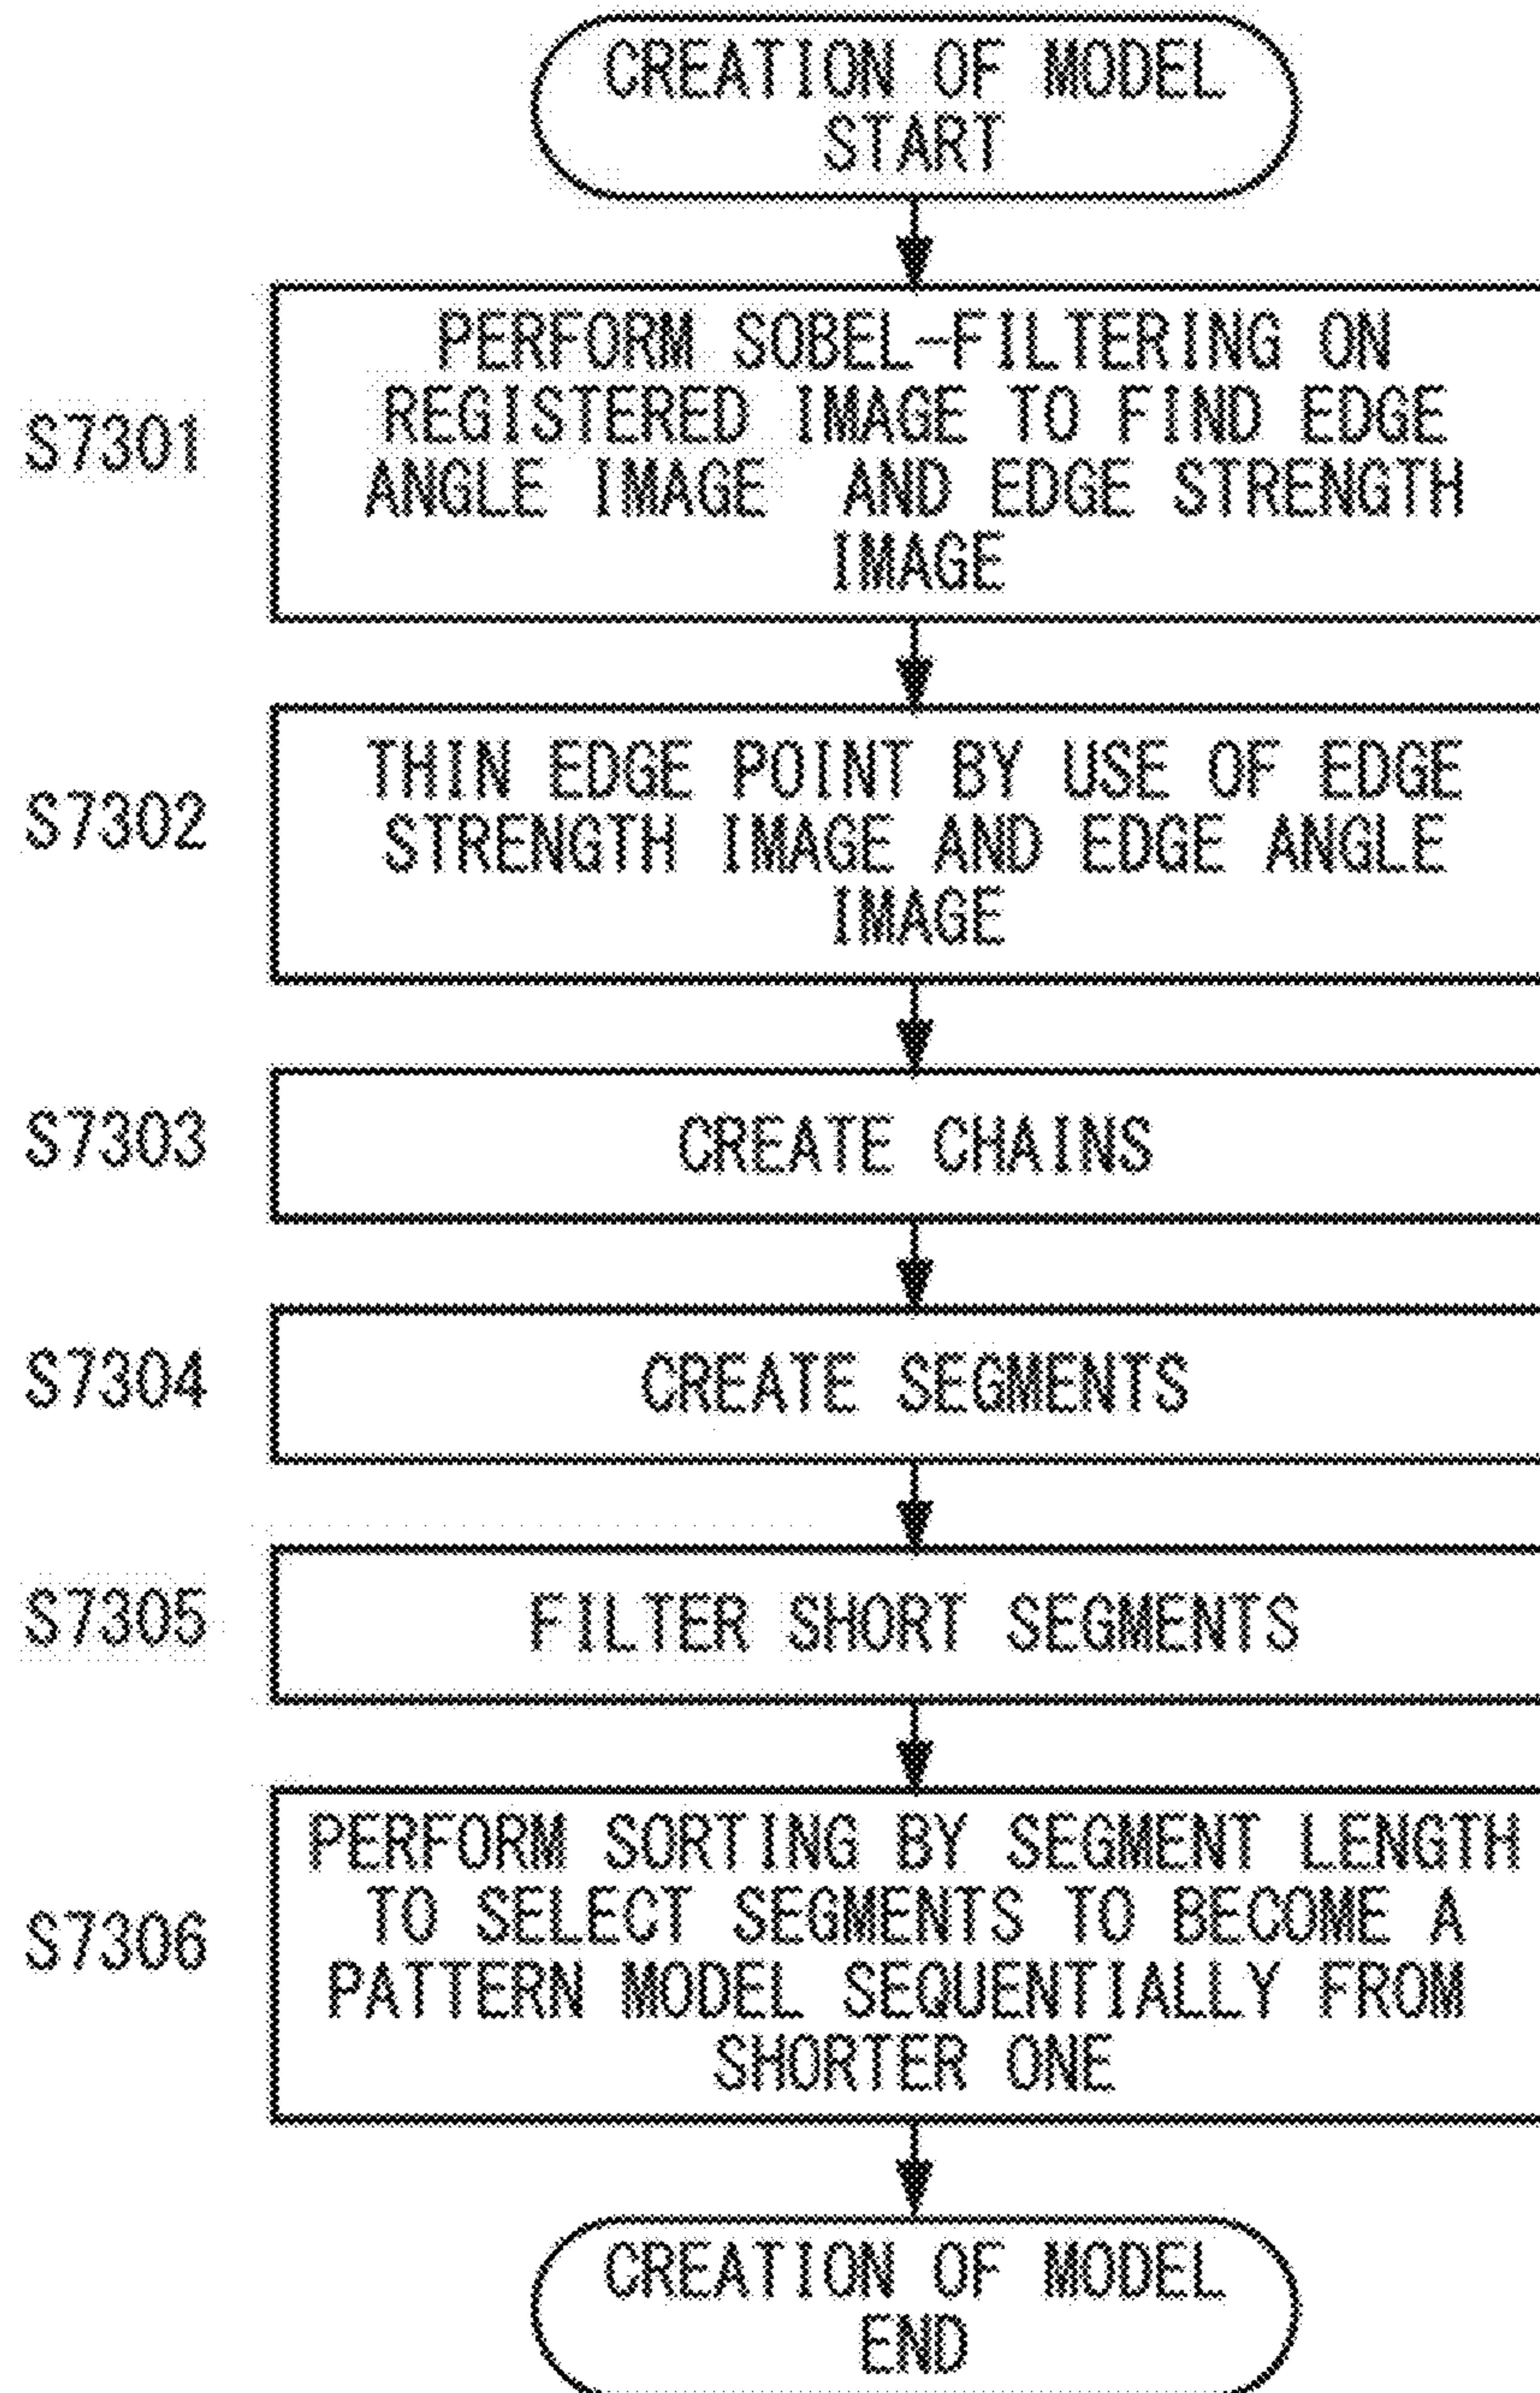 CREATION OF MODEL
START
S7301
PERFORM SOBEL-FILTERING ON
REGISTERED IMAGE TO FIND EDGE
ANGLE IMAGE AND EDGE STRENGTH
IMAGE
S7302
THIN EDGE POINT BY USE OF EDGE
STRENGTH IMAGE AND EDGE ANGLE
IMAGE
S7303
CREATE CHAINS
S7304
CREATE SEGMENTS
S7305
FILTER SHORT SEGMENTS
S7306
PERFORM SORTING BY SEGMENT LENGTH
TO SELECT SEGMENTS TO BECOME A
PATTERN MODEL SEQUENTIALLY FROM
SHORTER ONE
CREATION OF MODEL
END